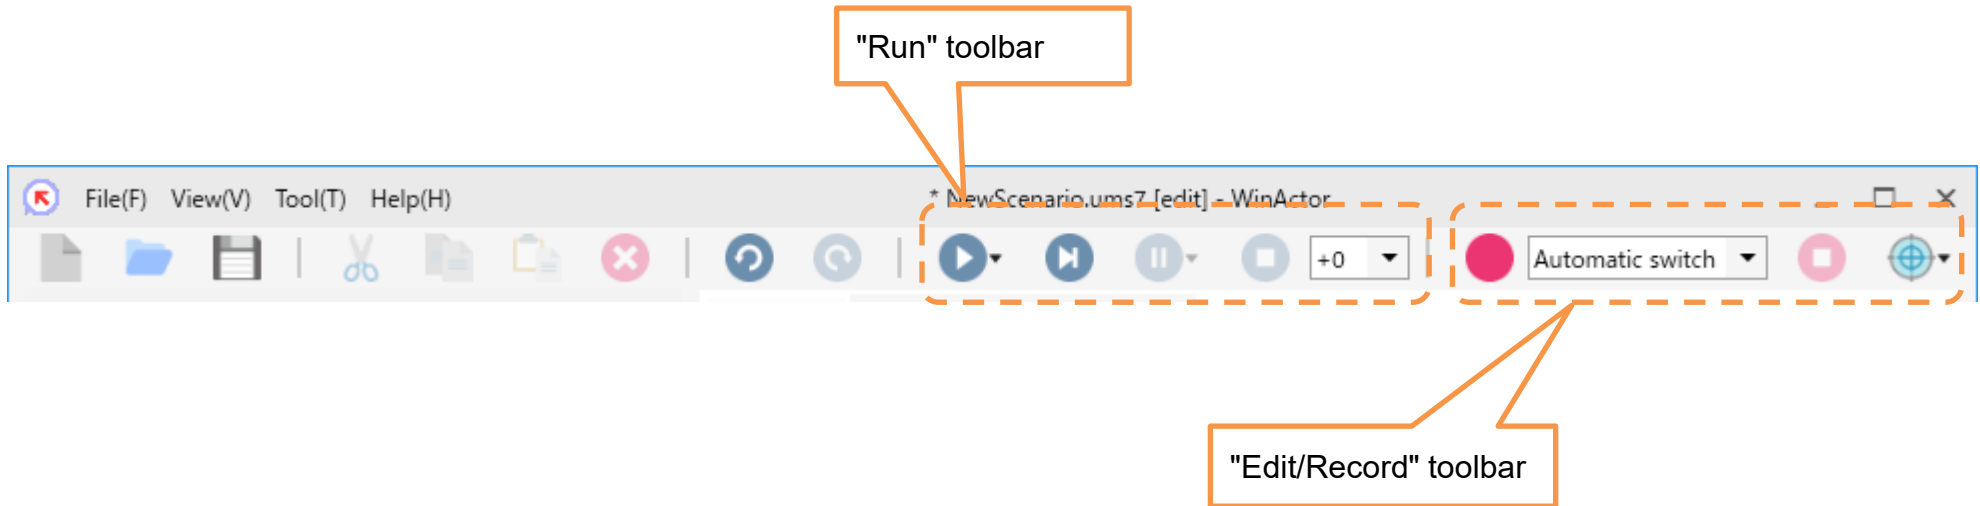 "Run" toolbar
File(F) View(V) Tool(T) Help(H)
* NewScenario.ums7 [edit] - WinActor
+0
Automatic switch
"Edit/Record" toolbar